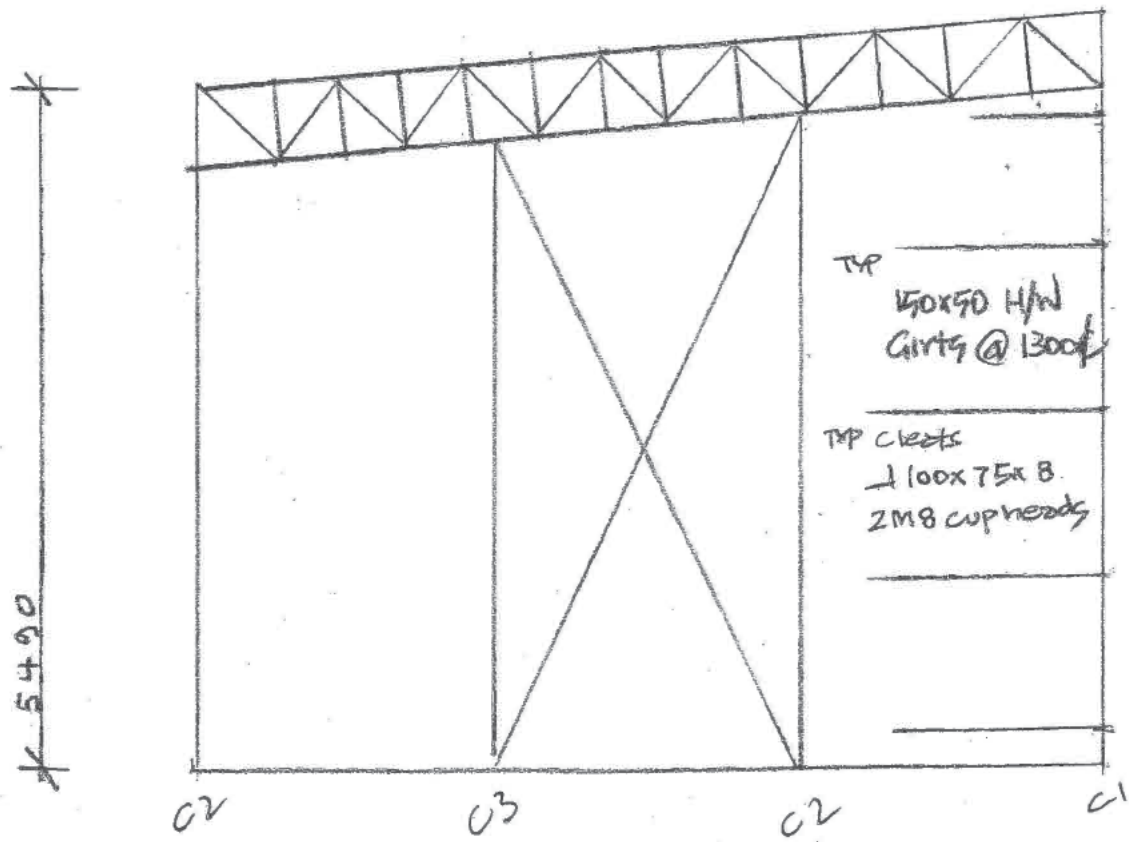 TYP
150x50 H/W
Girts @ 1300 ℄
TYP Cleats
⅃ 100x75x8
2M8 cupheads
5490
C2
C3
C2
C1